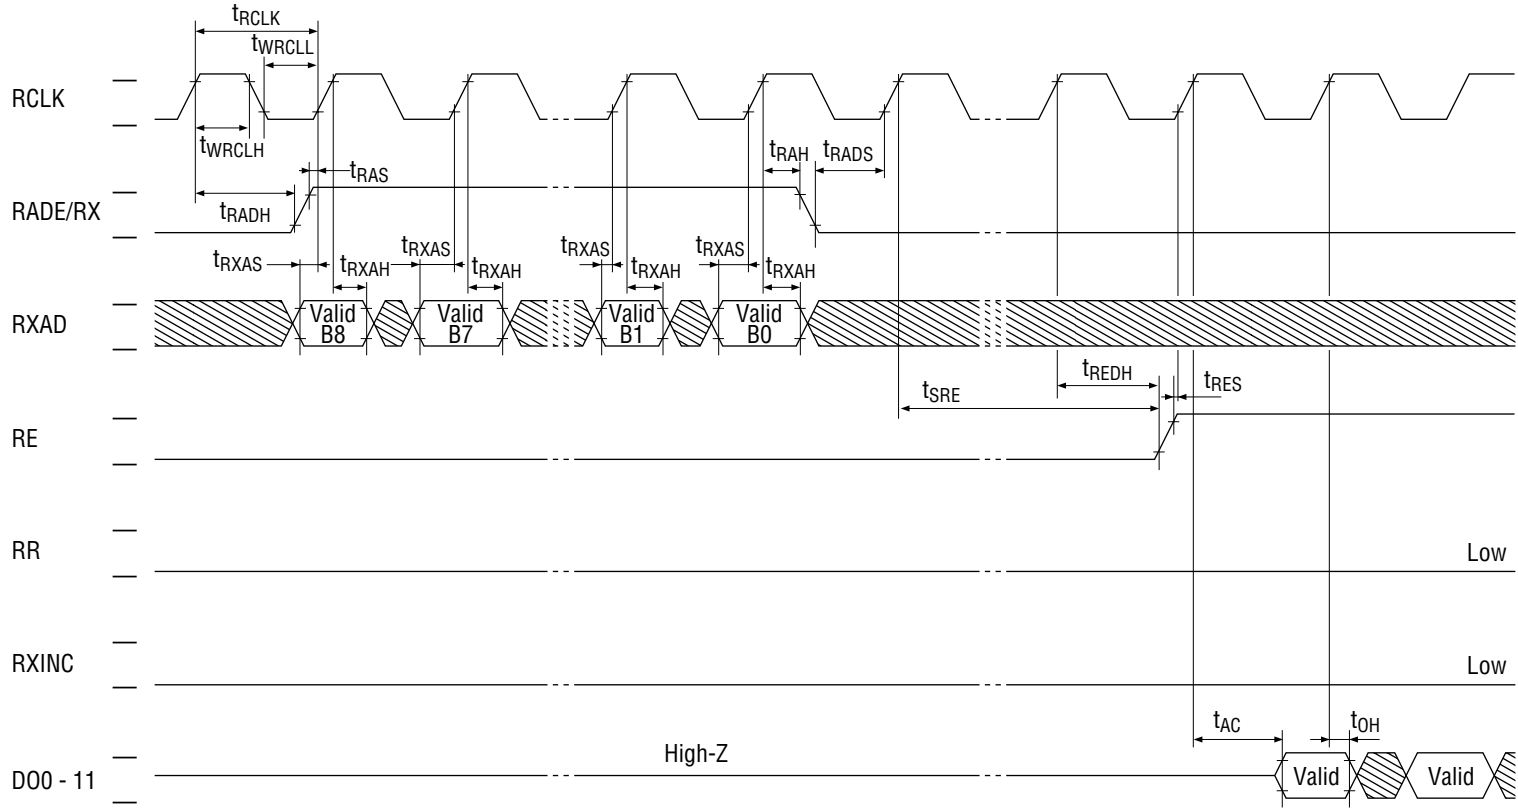 tRCLK
tWRCLL
RCLK
tWRCLH
tRAH tRADS
tRAS
RADE/RX
tRADH
tRXAS tRXAH tRXAS tRXAH tRXAS tRXAH tRXAS tRXAH
RXAD
Valid B8
Valid B7
Valid B1
Valid B0
tREDH
tRES
tSRE
RE
RR
Low
RXINC
Low
tAC
tOH
High-Z
DO0 - 11
Valid
Valid